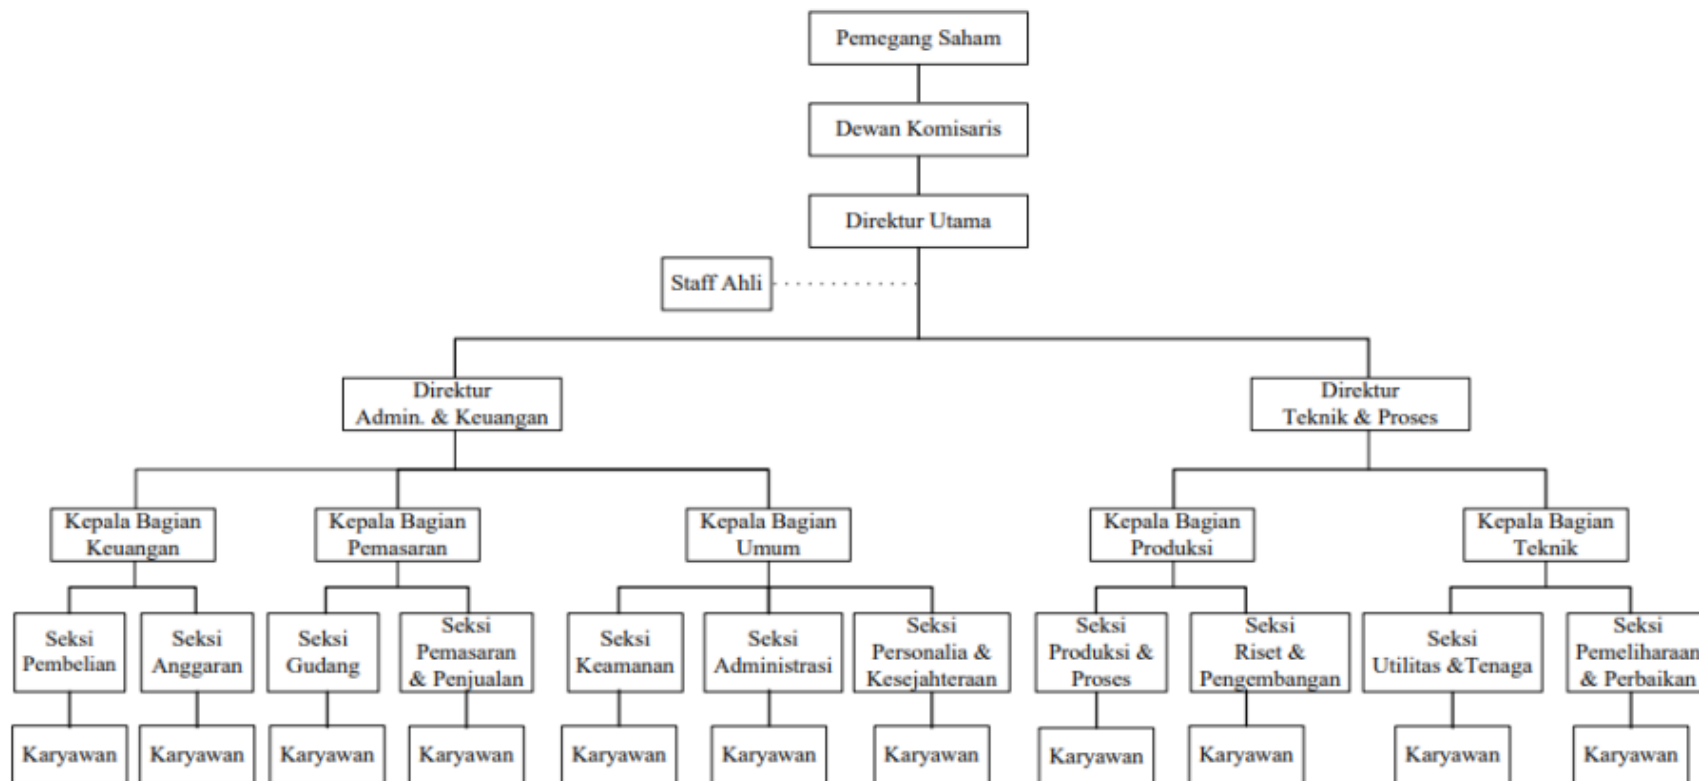 Pemegang Saham
Dewan Komisaris
Direktur Utama
Staff Ahli
Direktur
Admin. & Keuangan
Direktur
Teknik & Proses
Kepala Bagian
Keuangan
Kepala Bagian
Pemasaran
Kepala Bagian
Umum
Kepala Bagian
Produksi
Kepala Bagian
Teknik
Seksi
Pembelian
Seksi
Anggaran
Seksi
Gudang
Seksi
Pemasaran
& Penjualan
Seksi
Keamanan
Seksi
Administrasi
Seksi
Personalia &
Kesejahteraan
Seksi
Produksi &
Proses
Seksi
Riset &
Pengembangan
Seksi
Utilitas &Tenaga
Seksi
Pemeliharaan
& Perbaikan
Karyawan
Karyawan
Karyawan
Karyawan
Karyawan
Karyawan
Karyawan
Karyawan
Karyawan
Karyawan
Karyawan